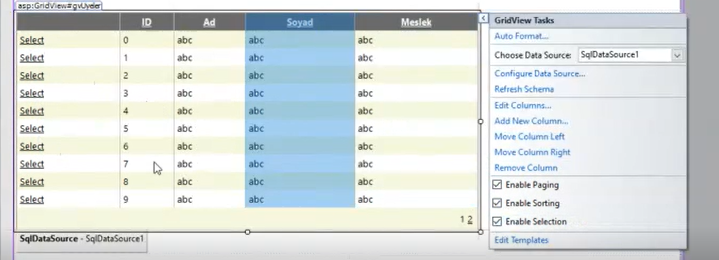 asp:GridView#gvUyeler
ID Ad Soyad Meslek
Select 0 abc abc abc
Select 1 abc abc abc
Select 2 abc abc abc
Select 3 abc abc abc
Select 4 abc abc abc
Select 5 abc abc abc
Select 6 abc abc abc
Select 7 abc abc abc
Select 8 abc abc abc
Select 9 abc abc abc
1 2
SqlDataSource - SqlDataSource1
GridView Tasks
Auto Format...
Choose Data Source: SqlDataSource1
Configure Data Source...
Refresh Schema
Edit Columns...
Add New Column...
Move Column Left
Move Column Right
Remove Column
Enable Paging
Enable Sorting
Enable Selection
Edit Templates